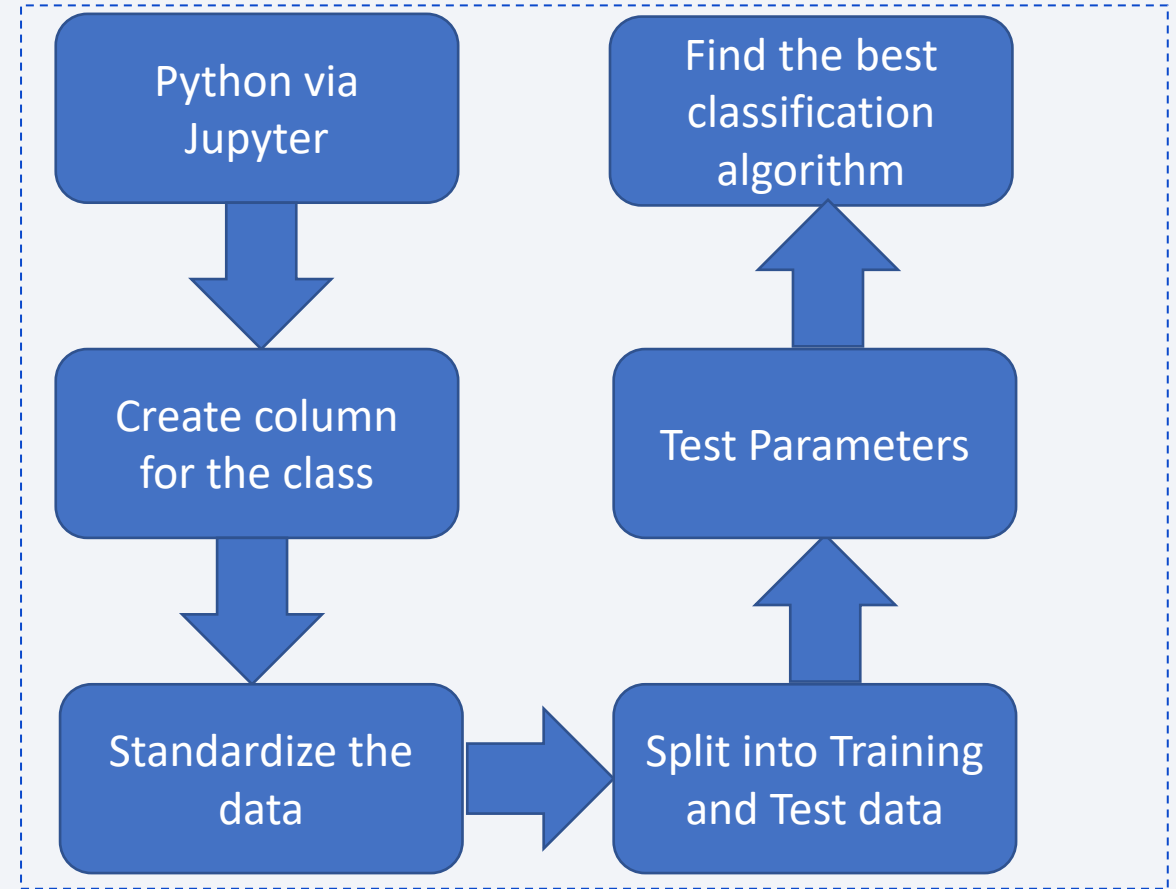 Python via
Jupyter
Create column
for the class
Standardize the
data
Split into Training
and Test data
Test Parameters
Find the best
classification
algorithm